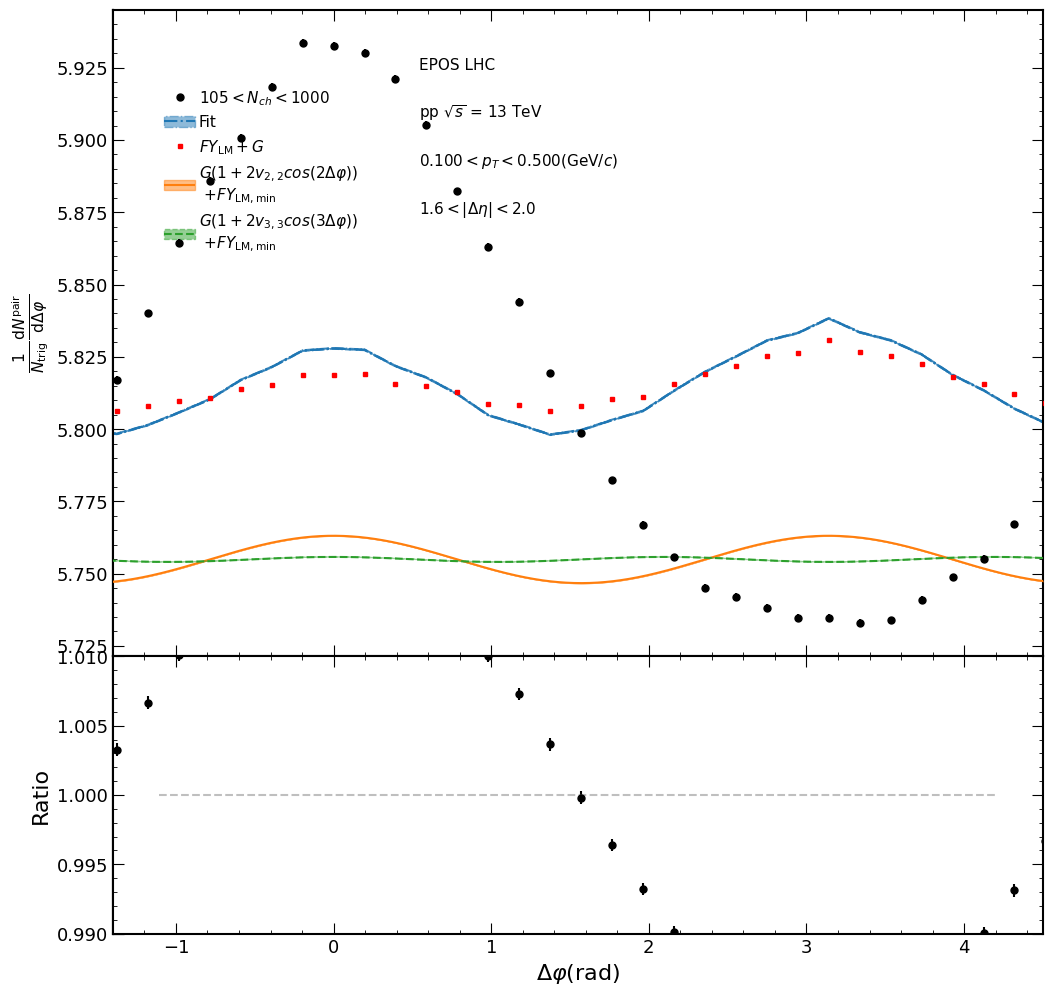 5.925
5.900
5.875
5.850
5.825
5.800
5.775
5.750
5.725
1.010
1.005
1.000
0.995
0.990
−1 0 1 2 3 4
Δφ(rad)
1/N_trig dN^pair/dΔφ
Ratio
105 < N_ch < 1000
Fit
FY_LM + G
G(1 + 2v_{2,2}cos(2Δφ))
+FY_{LM, min}
G(1 + 2v_{3,3}cos(3Δφ))
+FY_{LM, min}
EPOS LHC
pp √s = 13 TeV
0.100 < p_T < 0.500(GeV/c)
1.6 < |Δη| < 2.0